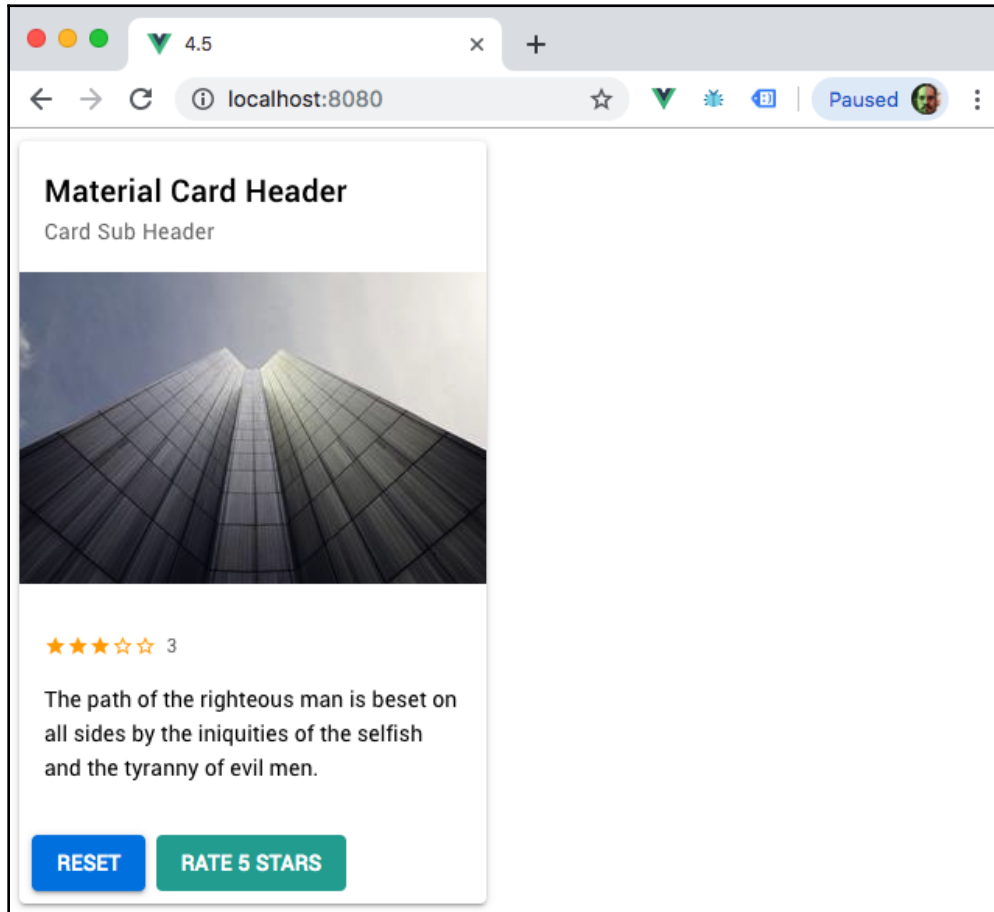 4.5
localhost:8080
Paused
Material Card Header
Card Sub Header
3
The path of the righteous man is beset on
all sides by the iniquities of the selfish
and the tyranny of evil men.
RESET RATE 5 STARS